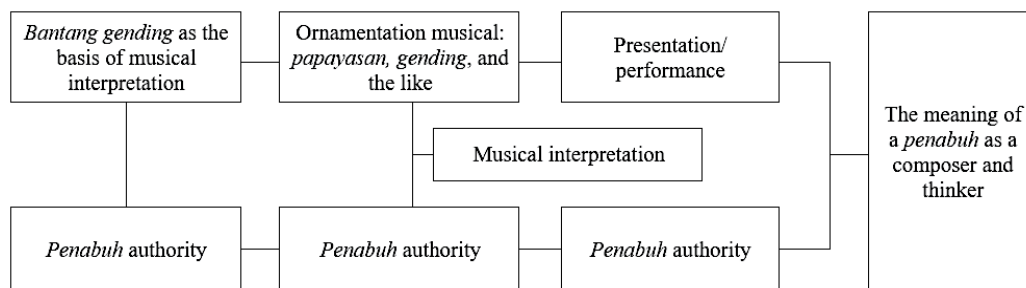 Bantang gending as the
basis of musical
interpretation
Ornamentation musical:
papayasan, gending, and
the like
Presentation/
performance
Musical interpretation
The meaning of
a penabuh as a
composer and
thinker
Penabuh authority
Penabuh authority
Penabuh authority